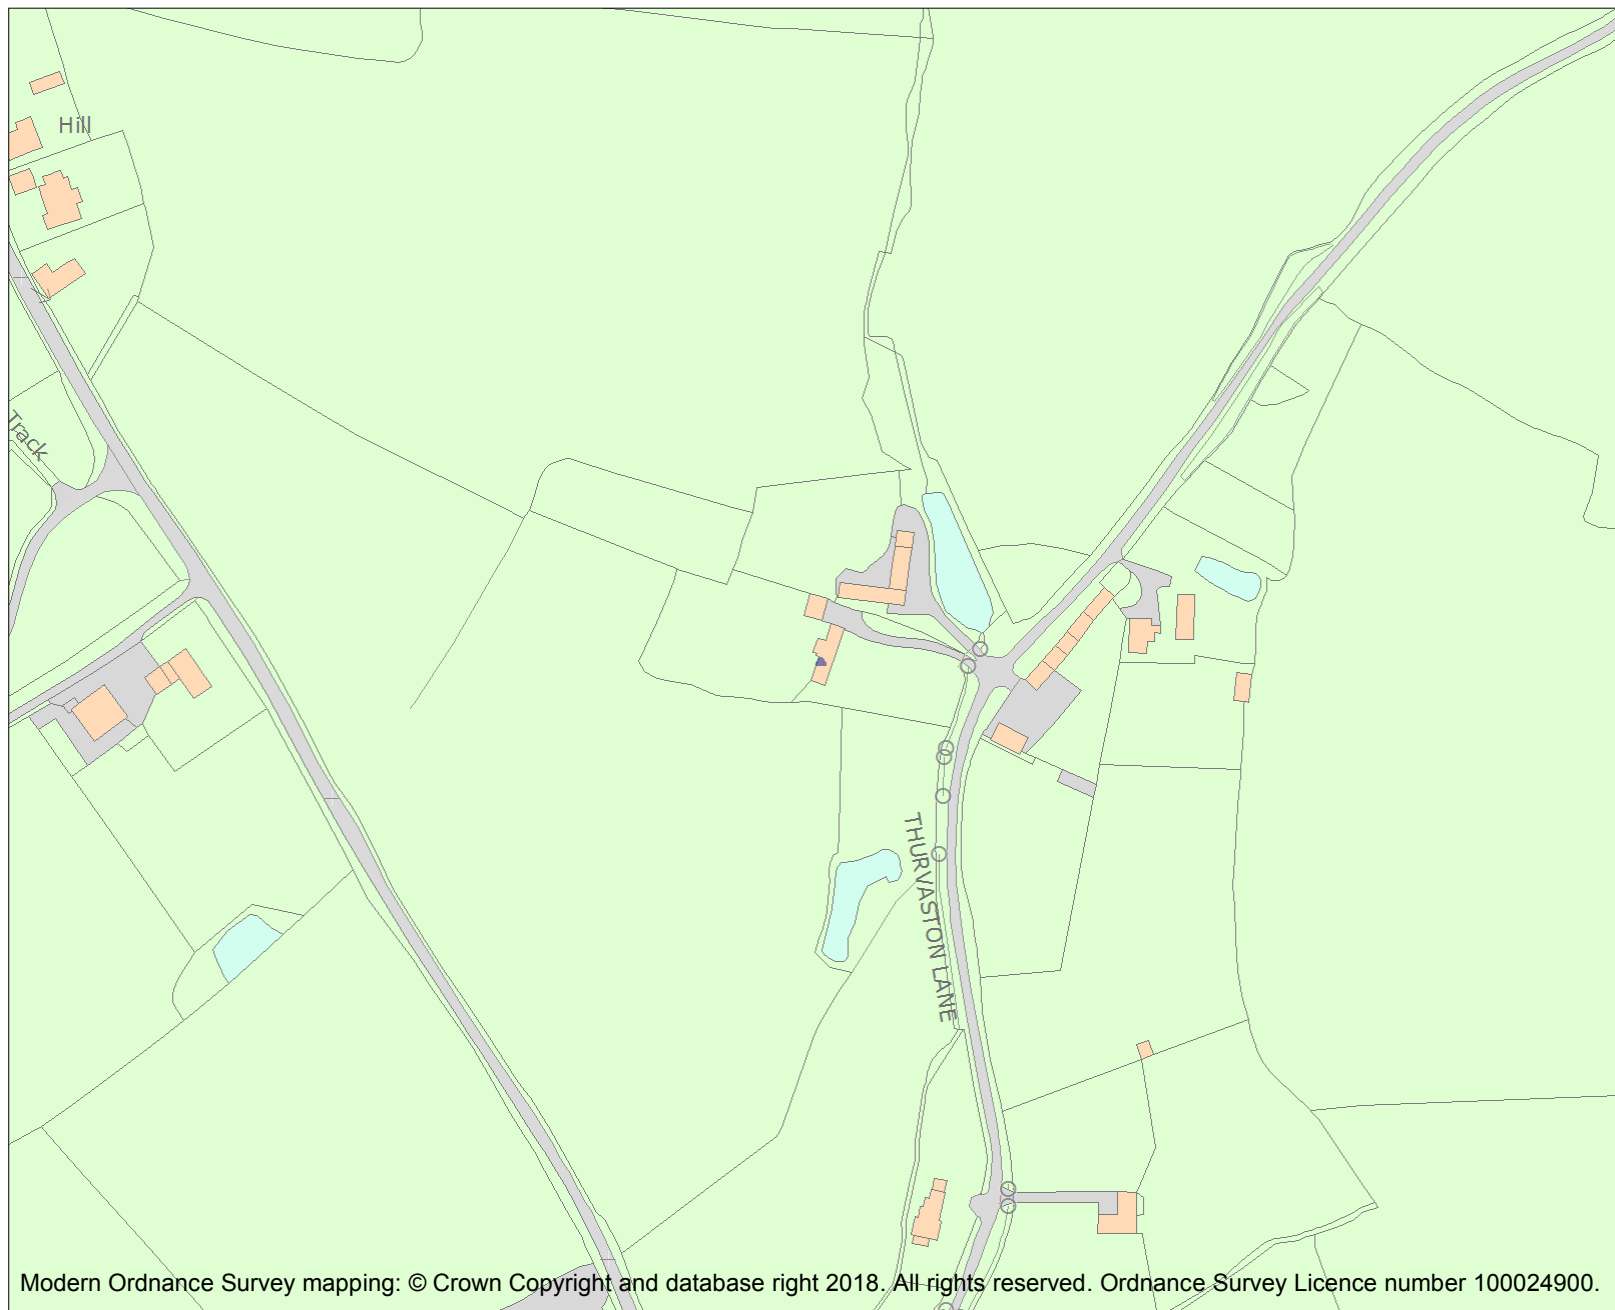 Hill
Track
THURVASTON LANE
Modern Ordnance Survey mapping: © Crown Copyright and database right 2018. All rights reserved. Ordnance Survey Licence number 100024900.